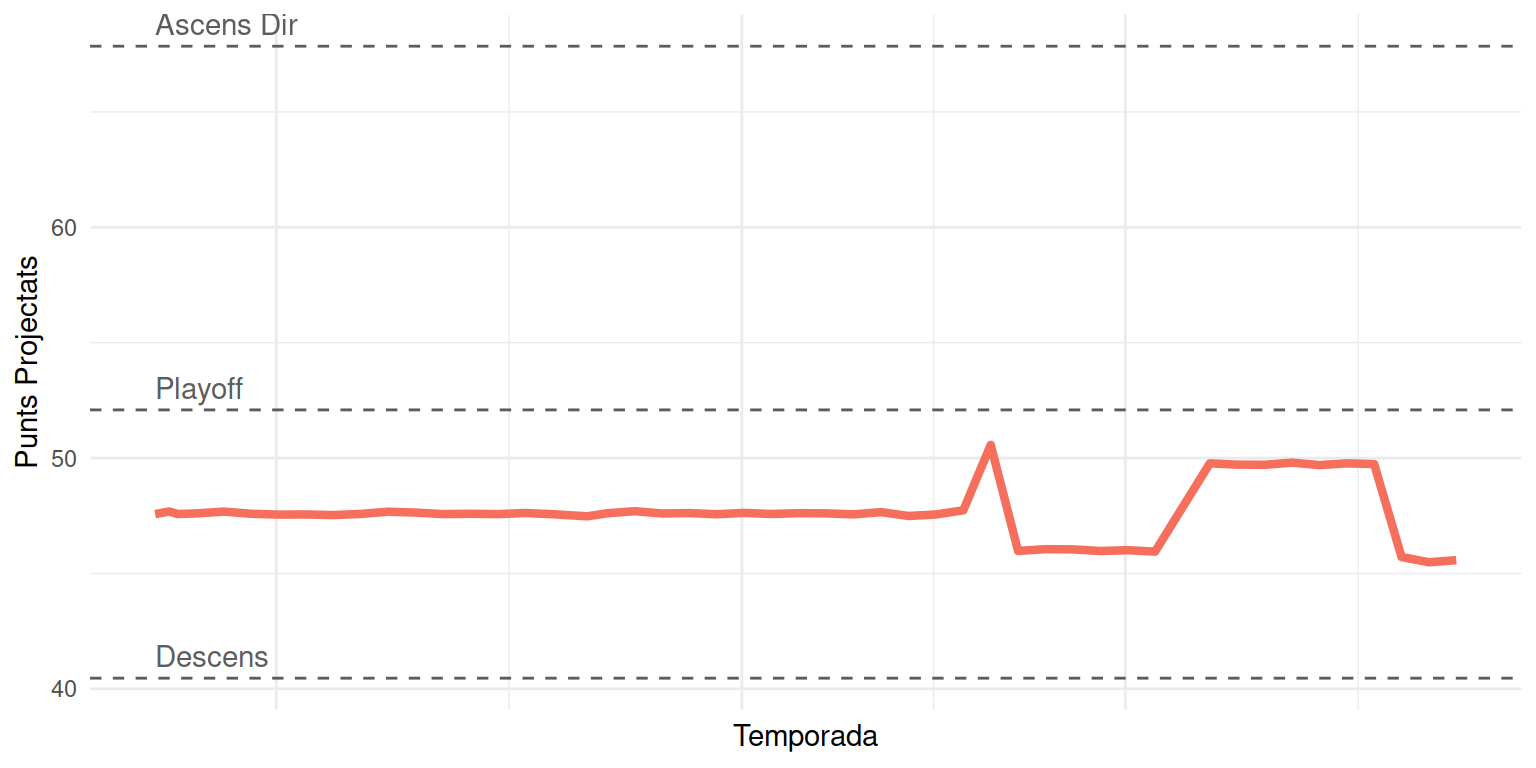 Ascens Dir
60
Playoff
50
Descens
40
Punts Projectats
Temporada